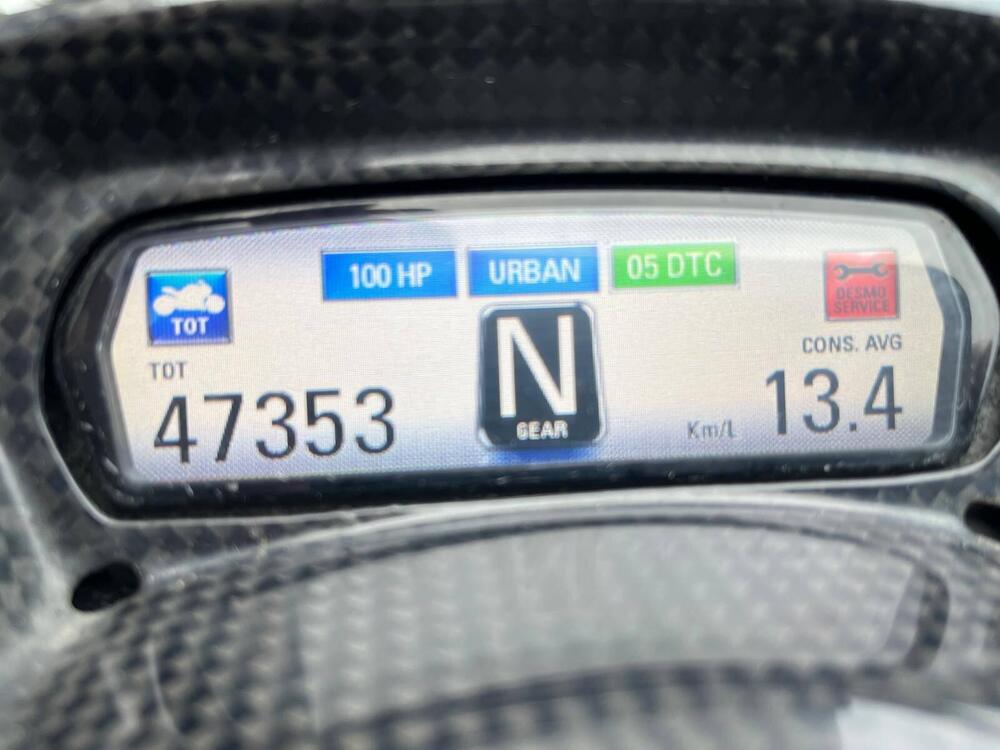 100 HP
URBAN
05 DTC
TOT
DESMO
SERVICE
TOT
47353
N
GEAR
CONS. AVG
Km/L
13.4